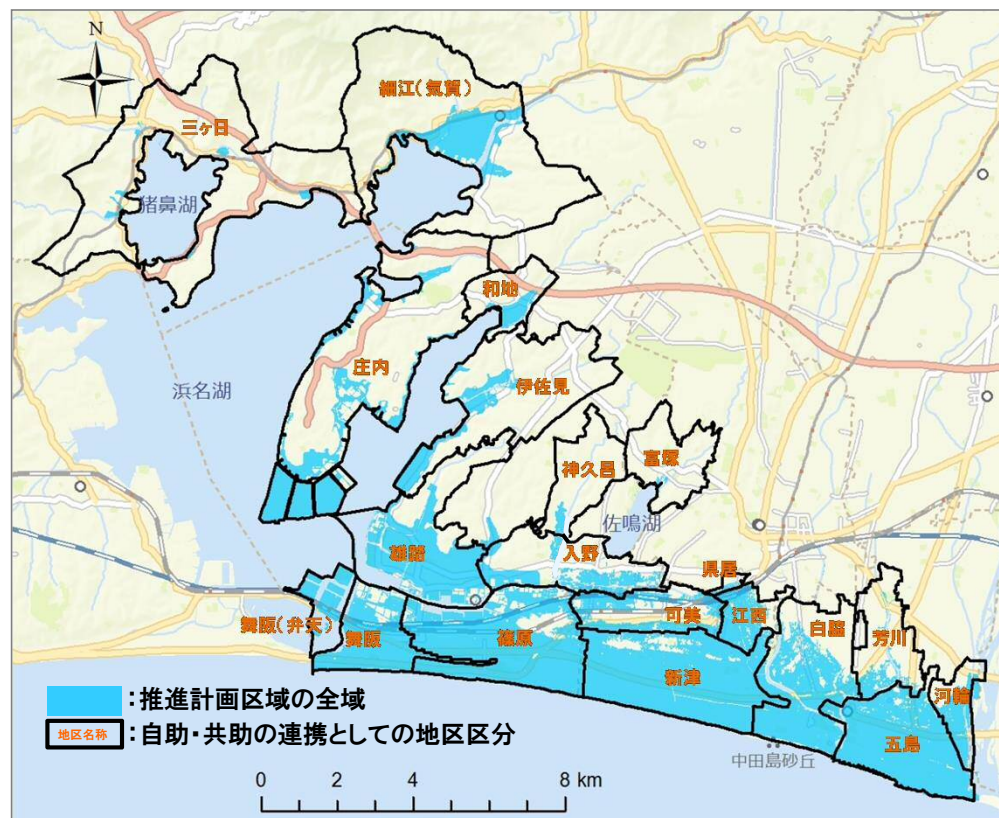 N
細江(気賀)
三ヶ日
猪鼻湖
和地
庄内
伊佐見
浜名湖
神久呂
富塚
佐鳴湖
雄踏
入野
県居
舞阪(弁天)
舞阪
篠原
可美
江西
白脇
芳川
新津
河輪
五島
中田島砂丘
:推進計画区域の全域
地区名称
:自助・共助の連携としての地区区分
0 2 4 8 km